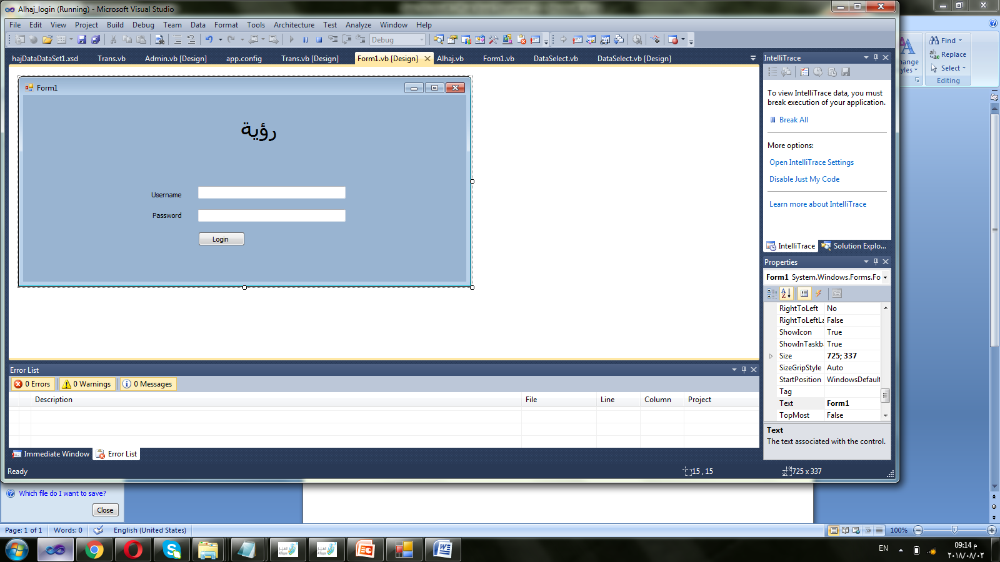 Alhaj_login (Running) - Microsoft Visual Studio
File Edit View Project Build Debug Team Data Format Tools Architecture Test Analyze Window Help
Debug
hajDataDataSet1.xsd Trans.vb Admin.vb [Design] app.config Trans.vb [Design] Form1.vb [Design] Alhaj.vb Form1.vb DataSelect.vb DataSelect.vb [Design]
Form1
رؤية
Username
Password
Login
IntelliTrace
To view IntelliTrace data, you must
break execution of your application.
Break All
More options:
Open IntelliTrace Settings
Disable Just My Code
Learn more about IntelliTrace
IntelliTrace Solution Explo...
Properties
Form1 System.Windows.Forms.Fo
RightToLeft No
RightToLeftLa False
ShowIcon True
ShowInTaskb True
Size 725; 337
SizeGripStyle Auto
StartPosition WindowsDefault
Tag
Text Form1
TopMost False
Text
The text associated with the control.
Error List
0 Errors 0 Warnings 0 Messages
Description File Line Column Project
Immediate Window Error List
Ready 15 , 15 725 x 337
Find
Replace
Select
Editing
ange
yles
Which file do I want to save?
Close
Page: 1 of 1 Words: 0 English (United States) 100%
EN
09:14 م
٢٠١٨/٠٨/٠٢